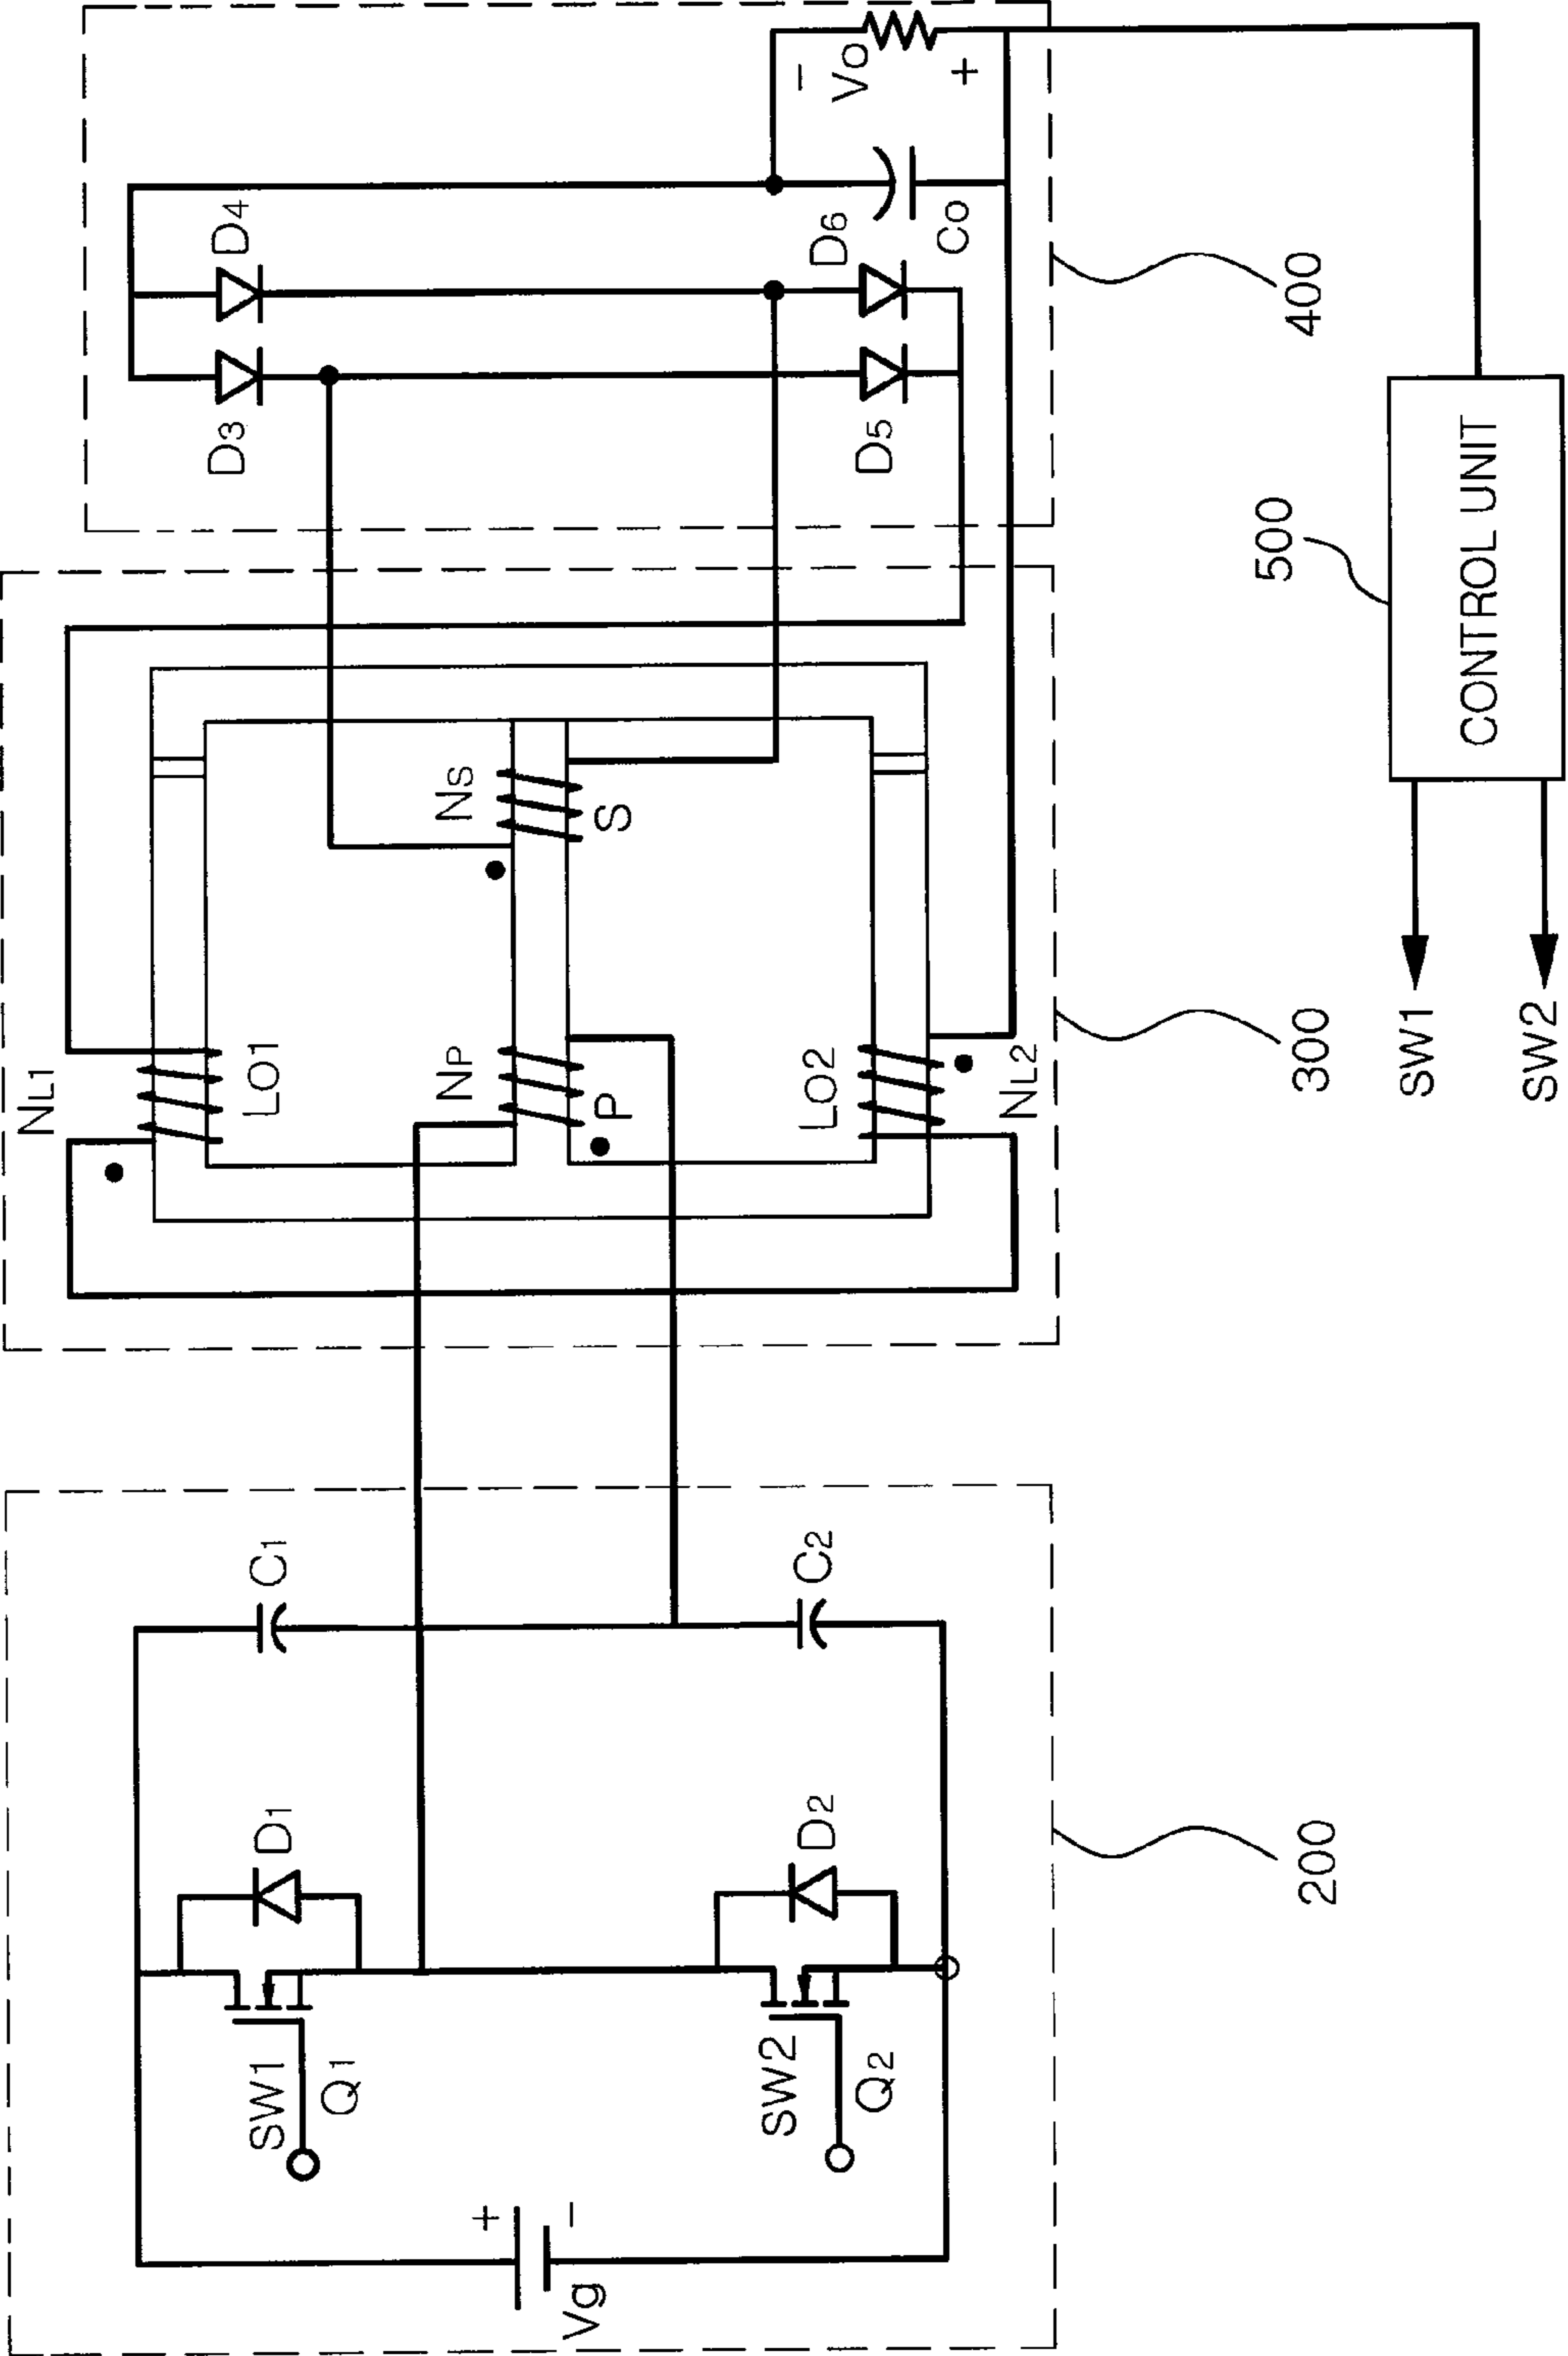 Vg
+
−
SW1
Q1
D1
C1
SW2
Q2
D2
C2
200
NL1
LO1
NP
P
NS
S
LO2
NL2
300
D3
D4
D5
D6
Co
−
Vo
+
400
500
CONTROL UNIT
SW1
SW2